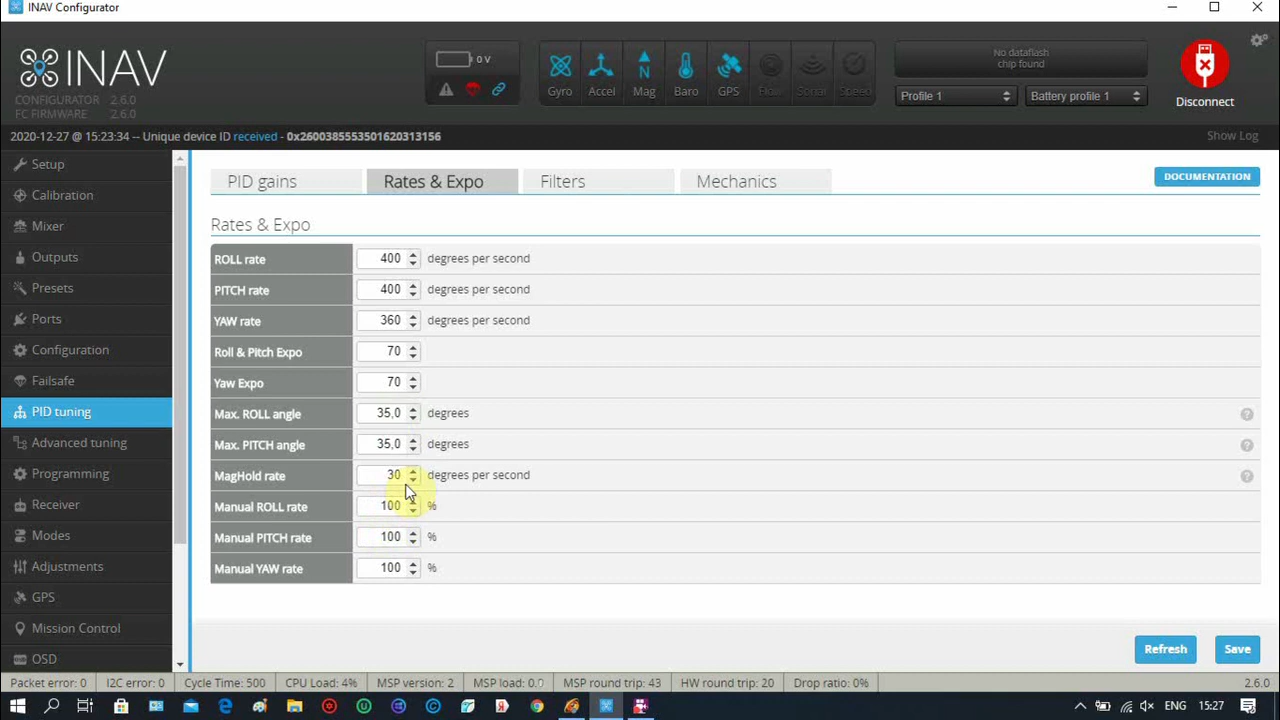 INAV Configurator
INAV
CONFIGURATOR 2.6.0
FC FIRMWARE 2.6.0
0 V
Gyro Accel Mag Baro GPS Flow Sonar Speed
No dataflash
chip found
Profile 1
Battery profile 1
Disconnect
2020-12-27 @ 15:23:34 -- Unique device ID received - 0x2600385553501620313156
Show Log
Setup
Calibration
Mixer
Outputs
Presets
Ports
Configuration
Failsafe
PID tuning
Advanced tuning
Programming
Receiver
Modes
Adjustments
GPS
Mission Control
OSD
PID gains
Rates & Expo
Filters
Mechanics
DOCUMENTATION
Rates & Expo
ROLL rate 400 degrees per second
PITCH rate 400 degrees per second
YAW rate 360 degrees per second
Roll & Pitch Expo 70
Yaw Expo 70
Max. ROLL angle 35,0 degrees ?
Max. PITCH angle 35,0 degrees ?
MagHold rate 30 degrees per second ?
Manual ROLL rate 100 %
Manual PITCH rate 100 %
Manual YAW rate 100 %
Refresh
Save
Packet error: 0 I2C error: 0 Cycle Time: 500 CPU Load: 4% MSP version: 2 MSP load: 0.0 MSP round trip: 43 HW round trip: 20 Drop ratio: 0% 2.6.0
ENG 15:27